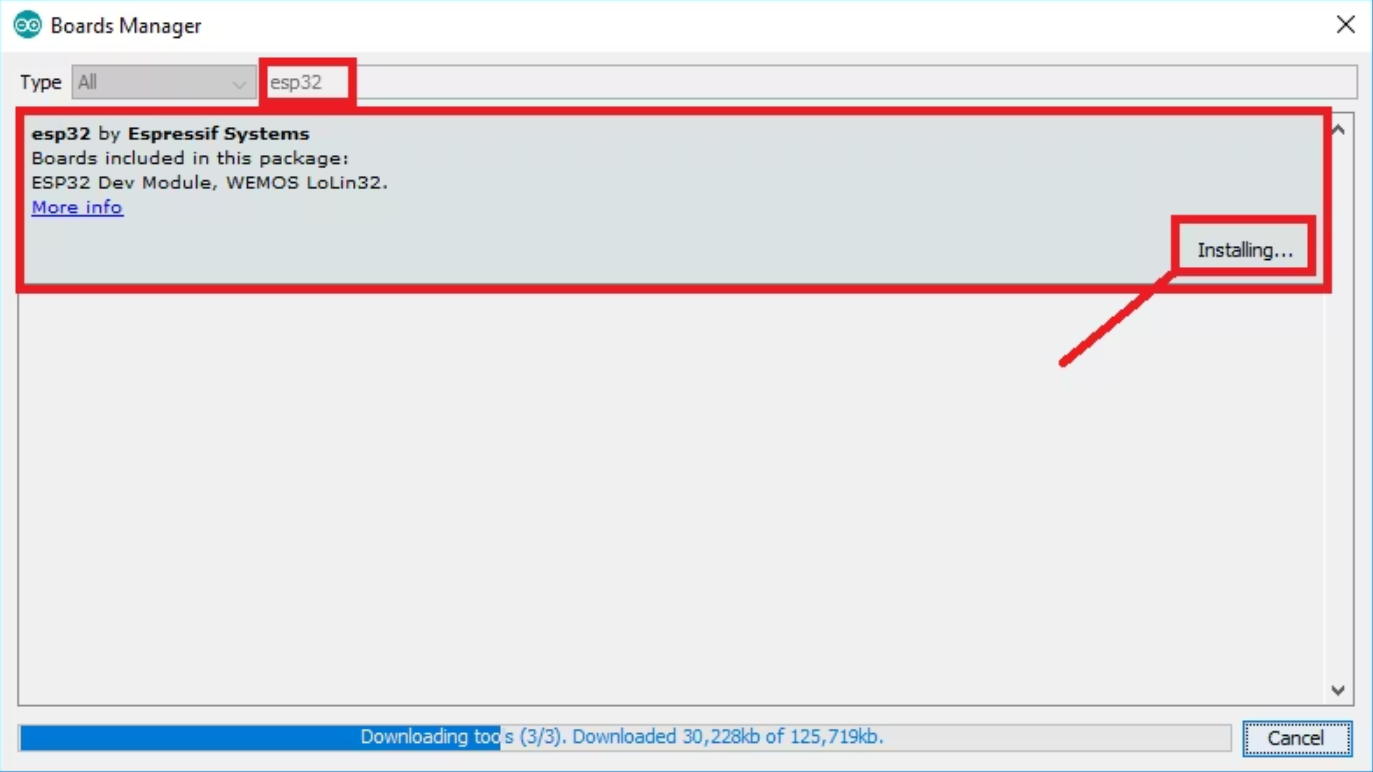 Boards Manager
Type All esp32
esp32 by Espressif Systems
Boards included in this package:
ESP32 Dev Module, WEMOS LoLin32.
More info
Installing...
Downloading tools (3/3). Downloaded 30,228kb of 125,719kb.
Cancel